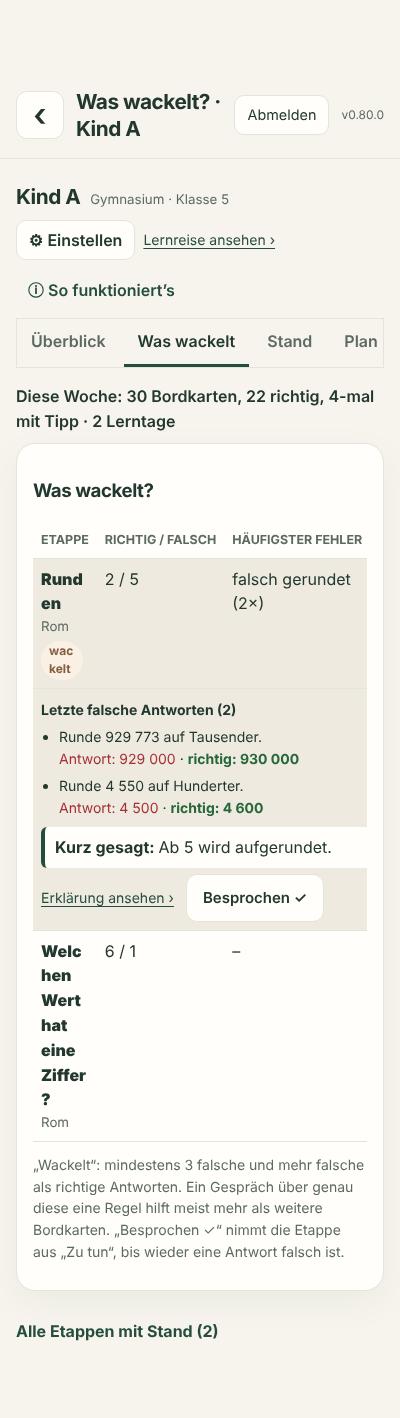 ‹
Was wackelt? ·
Kind A
Abmelden
v0.80.0
Kind A
Gymnasium · Klasse 5
⚙ Einstellen
Lernreise ansehen ›
ⓘ So funktioniert’s
Überblick
Was wackelt
Stand
Plan
Diese Woche: 30 Bordkarten, 22 richtig, 4-mal
mit Tipp · 2 Lerntage
Was wackelt?
ETAPPE
RICHTIG / FALSCH
HÄUFIGSTER FEHLER
Rund
en
Rom
wac
kelt
2 / 5
falsch gerundet
(2×)
Letzte falsche Antworten (2)
• Runde 929 773 auf Tausender.
Antwort: 929 000 · richtig: 930 000
• Runde 4 550 auf Hunderter.
Antwort: 4 500 · richtig: 4 600
Kurz gesagt: Ab 5 wird aufgerundet.
Erklärung ansehen ›
Besprochen ✓
Welc
hen
Wert
hat
eine
Ziffer
?
Rom
6 / 1
–
„Wackelt“: mindestens 3 falsche und mehr falsche
als richtige Antworten. Ein Gespräch über genau
diese eine Regel hilft meist mehr als weitere
Bordkarten. „Besprochen ✓“ nimmt die Etappe
aus „Zu tun“, bis wieder eine Antwort falsch ist.
Alle Etappen mit Stand (2)